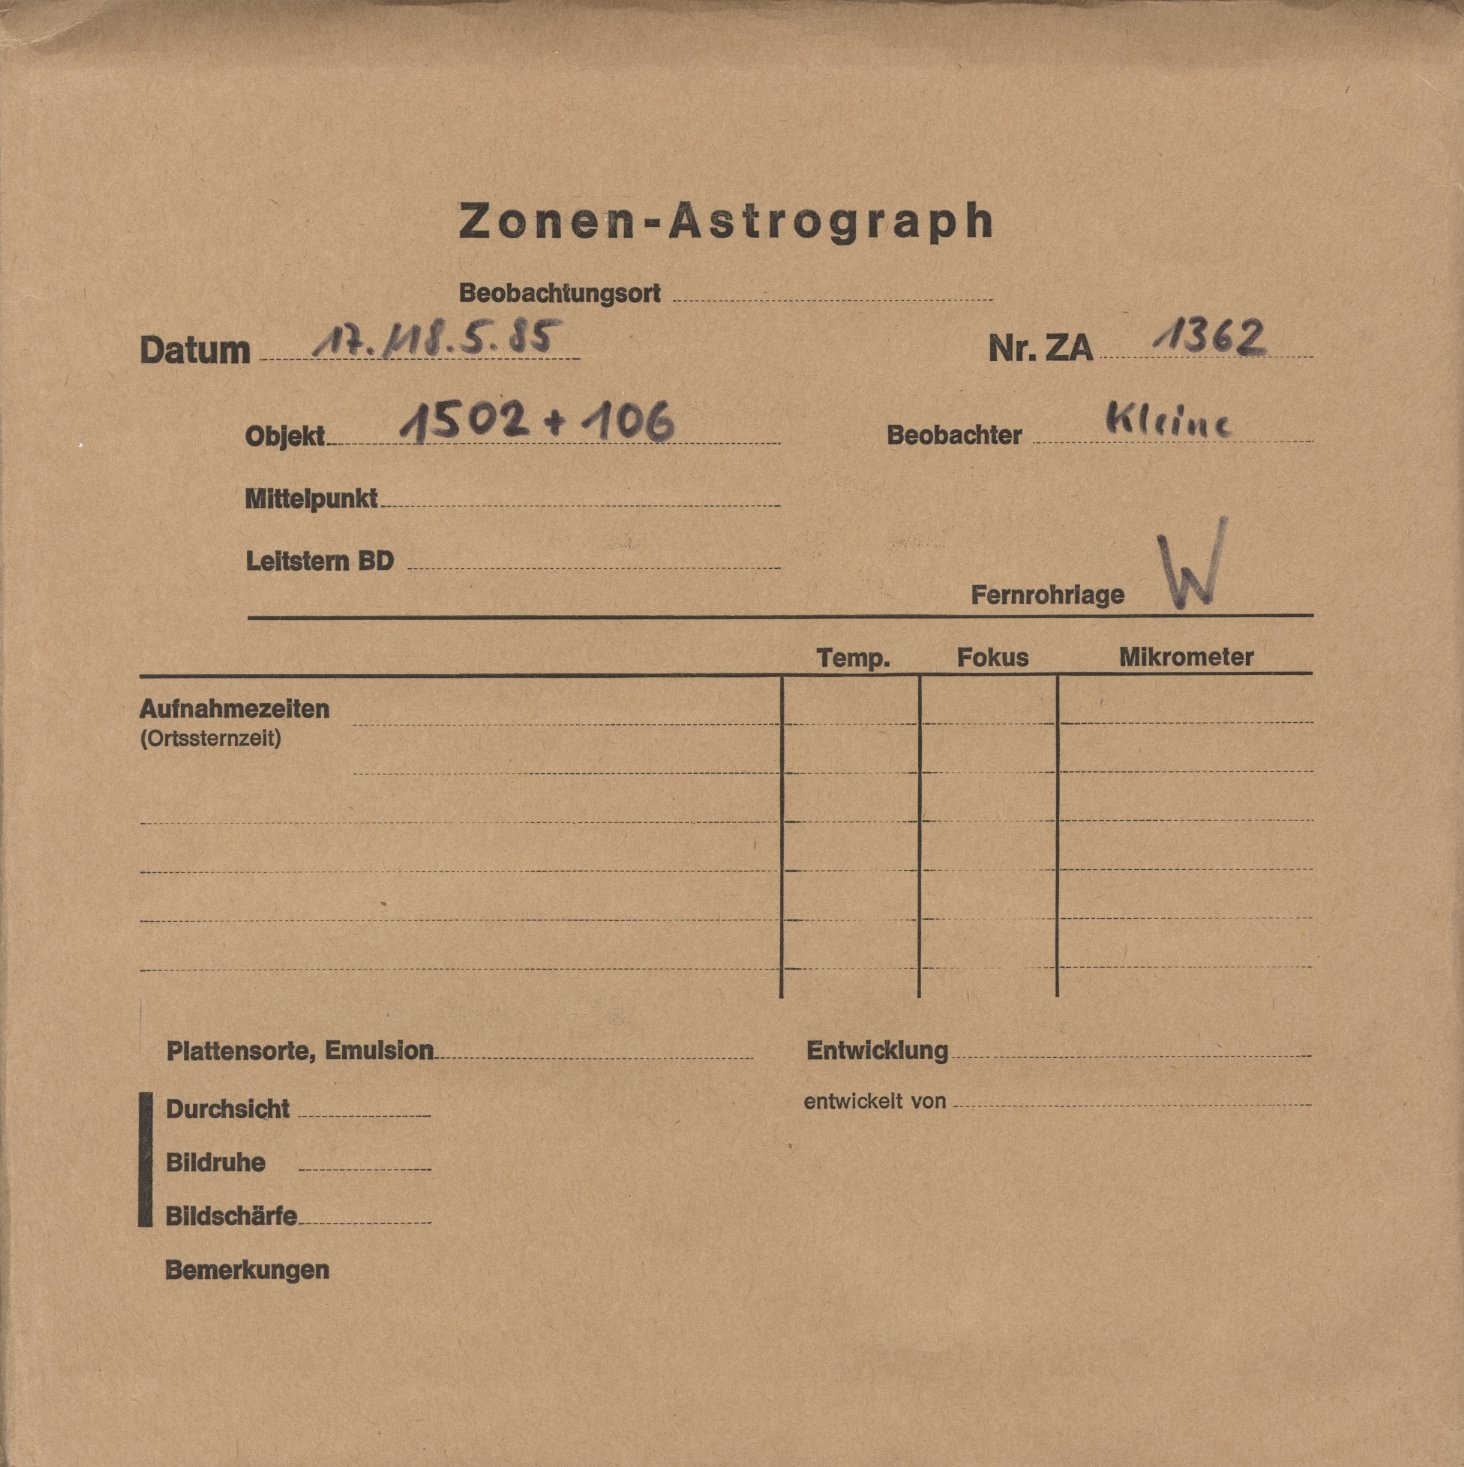 Zonen-Astrograph
Beobachtungsort
Datum 17./18.5.85 Nr. ZA 1362
Objekt 1502 + 106 Beobachter Kleine
Mittelpunkt
Leitstern BD
Fernrohrlage W
Temp. Fokus Mikrometer
Aufnahmezeiten
(Ortssternzeit)
Plattensorte, Emulsion Entwicklung
Durchsicht entwickelt von
Bildruhe
Bildschärfe
Bemerkungen